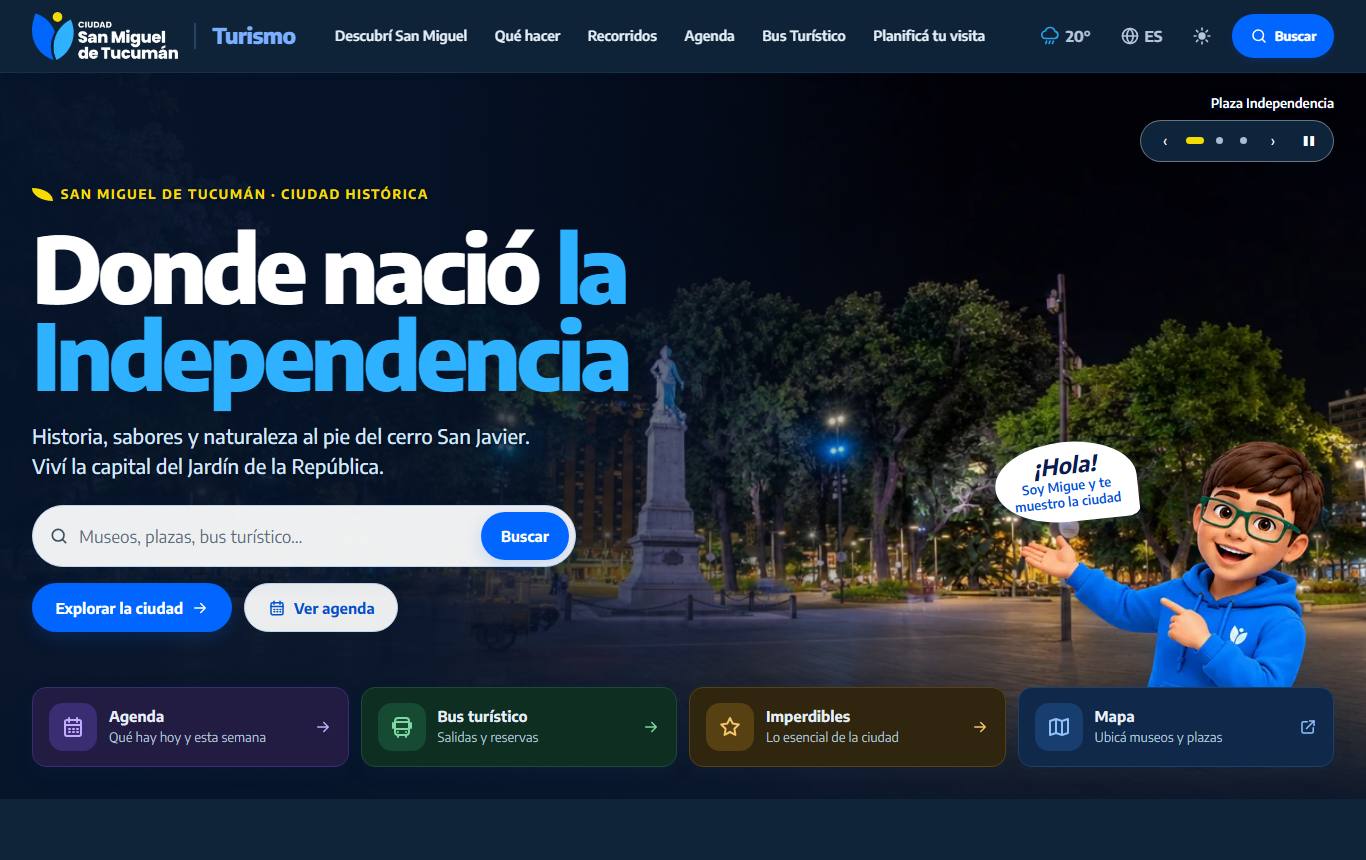 CIUDAD
San Miguel
de Tucumán
Turismo
Descubrí San Miguel
Qué hacer
Recorridos
Agenda
Bus Turístico
Planificá tu visita
20°
ES
Buscar
Plaza Independencia
SAN MIGUEL DE TUCUMÁN · CIUDAD HISTÓRICA
Donde nació la
Independencia
Historia, sabores y naturaleza al pie del cerro San Javier.
Viví la capital del Jardín de la República.
Museos, plazas, bus turístico...
Buscar
Explorar la ciudad
Ver agenda
¡Hola!
Soy Migue y te
muestro la ciudad
Agenda
Qué hay hoy y esta semana
Bus turístico
Salidas y reservas
Imperdibles
Lo esencial de la ciudad
Mapa
Ubicá museos y plazas